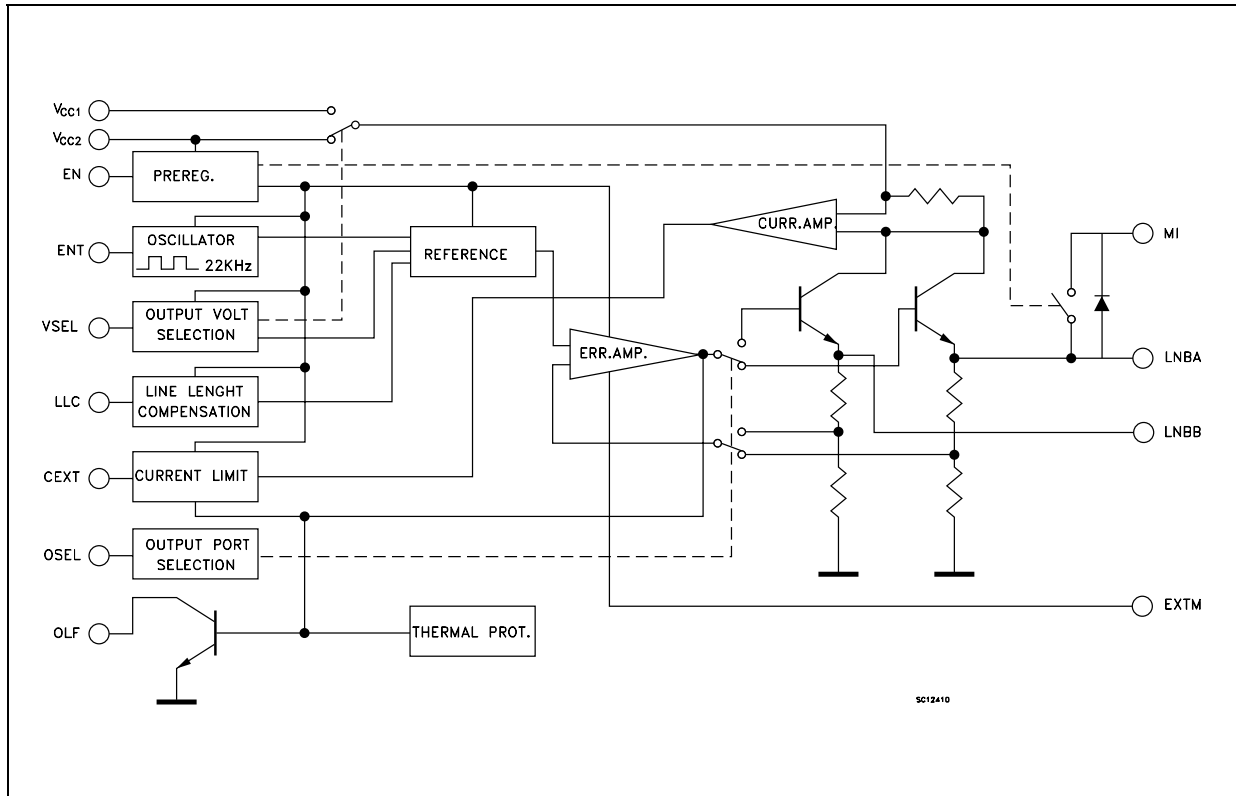 VCC1
VCC2
EN
PREREG.
ENT
OSCILLATOR
22KHz
REFERENCE
CURR.AMP.
MI
VSEL
OUTPUT VOLT
SELECTION
ERR.AMP.
LNBA
LLC
LINE LENGHT
COMPENSATION
LNBB
CEXT
CURRENT LIMIT
OSEL
OUTPUT PORT
SELECTION
EXTM
OLF
THERMAL PROT.
SC12410